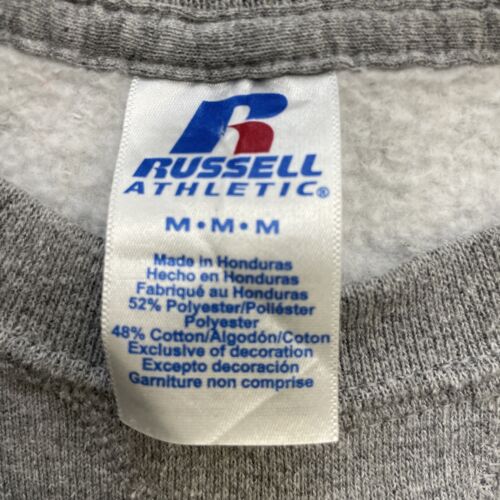 R
RUSSELL
ATHLETIC®
M•M•M
Made in Honduras
Hecho en Honduras
Fabriqué au Honduras
52% Polyester/Poliéster
Polyester
48% Cotton/Algodón/Coton
Exclusive of decoration
Excepto decoración
Garniture non comprise